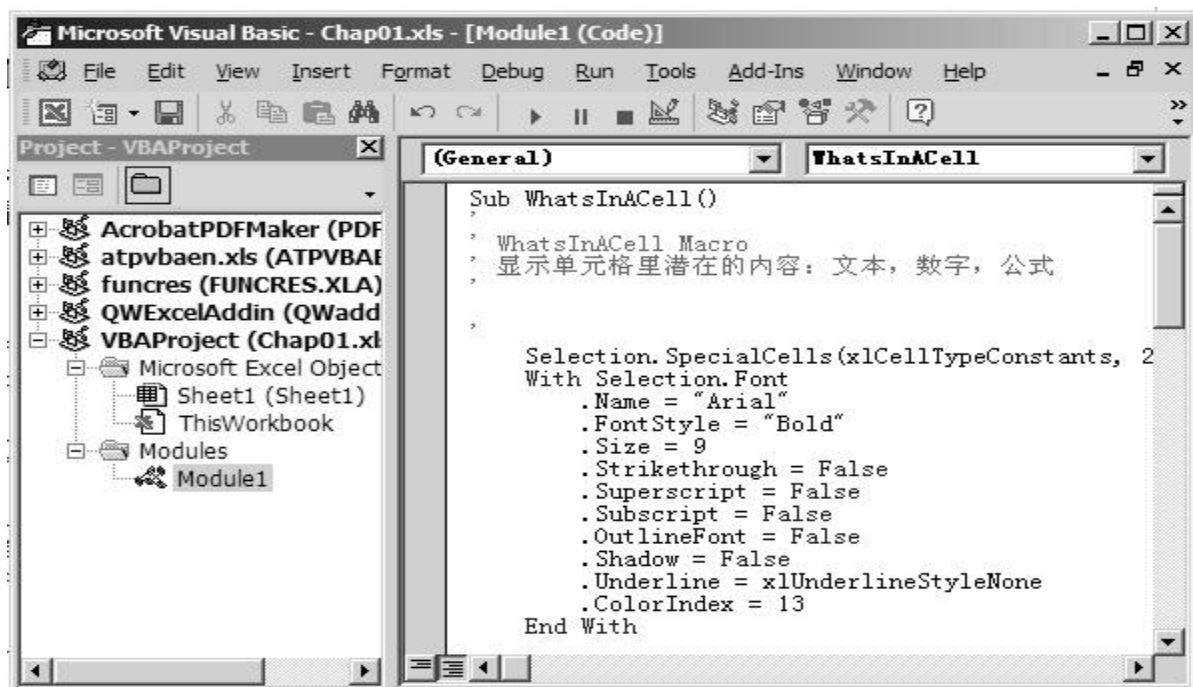 Microsoft Visual Basic - Chap01.xls - [Module1 (Code)]
File Edit View Insert Format Debug Run Tools Add-Ins Window Help
Project - VBAProject
AcrobatPDFMaker (PDF
atpvbaen.xls (ATPVBAE
funcres (FUNCRES.XLA)
QWExcelAddin (QWadd
VBAProject (Chap01.xl
Microsoft Excel Object
Sheet1 (Sheet1)
ThisWorkbook
Modules
Module1
(General)
WhatsInACell
Sub WhatsInACell()
'
' WhatsInACell Macro
' 显示单元格里潜在的内容：文本，数字，公式
'
'
Selection.SpecialCells(xlCellTypeConstants, 2
With Selection.Font
.Name = "Arial"
.FontStyle = "Bold"
.Size = 9
.Strikethrough = False
.Superscript = False
.Subscript = False
.OutlineFont = False
.Shadow = False
.Underline = xlUnderlineStyleNone
.ColorIndex = 13
End With